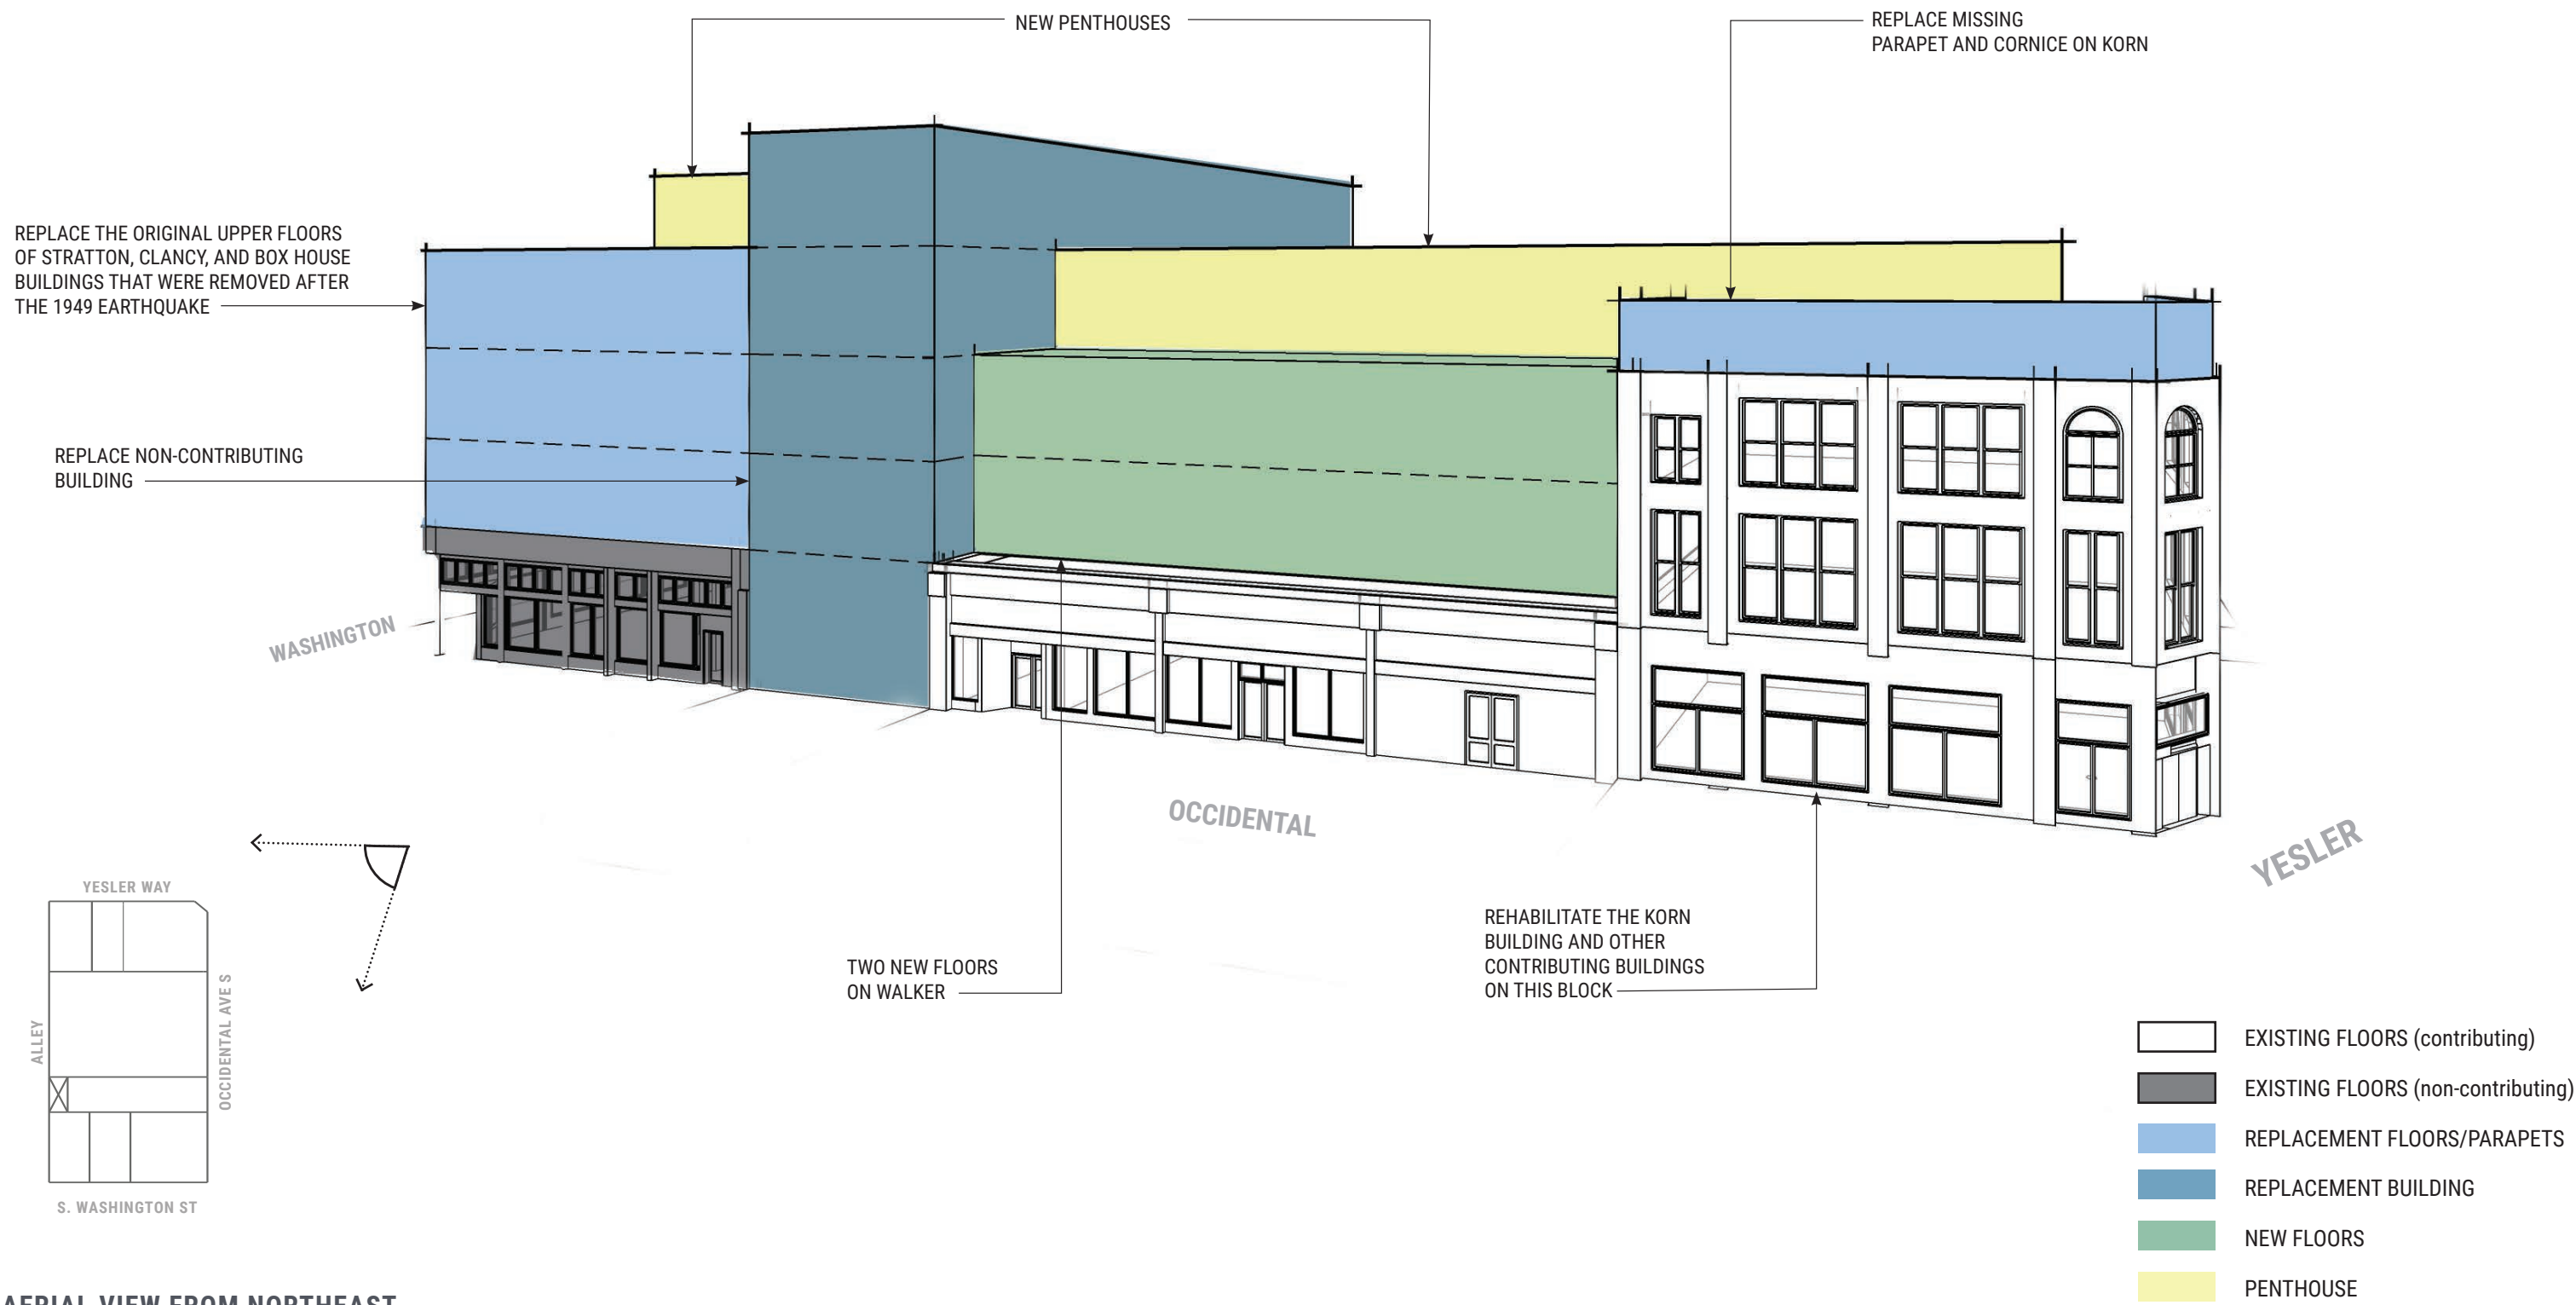 NEW PENTHOUSES
REPLACE MISSING
PARAPET AND CORNICE ON KORN
REPLACE THE ORIGINAL UPPER FLOORS
OF STRATTON, CLANCY, AND BOX HOUSE
BUILDINGS THAT WERE REMOVED AFTER
THE 1949 EARTHQUAKE
REPLACE NON-CONTRIBUTING
BUILDING
WASHINGTON
OCCIDENTAL
YESLER
YESLER WAY
ALLEY
OCCIDENTAL AVE S
S. WASHINGTON ST
TWO NEW FLOORS
ON WALKER
REHABILITATE THE KORN
BUILDING AND OTHER
CONTRIBUTING BUILDINGS
ON THIS BLOCK
EXISTING FLOORS (contributing)
EXISTING FLOORS (non-contributing)
REPLACEMENT FLOORS/PARAPETS
REPLACEMENT BUILDING
NEW FLOORS
PENTHOUSE
AERIAL VIEW FROM NORTHEAST